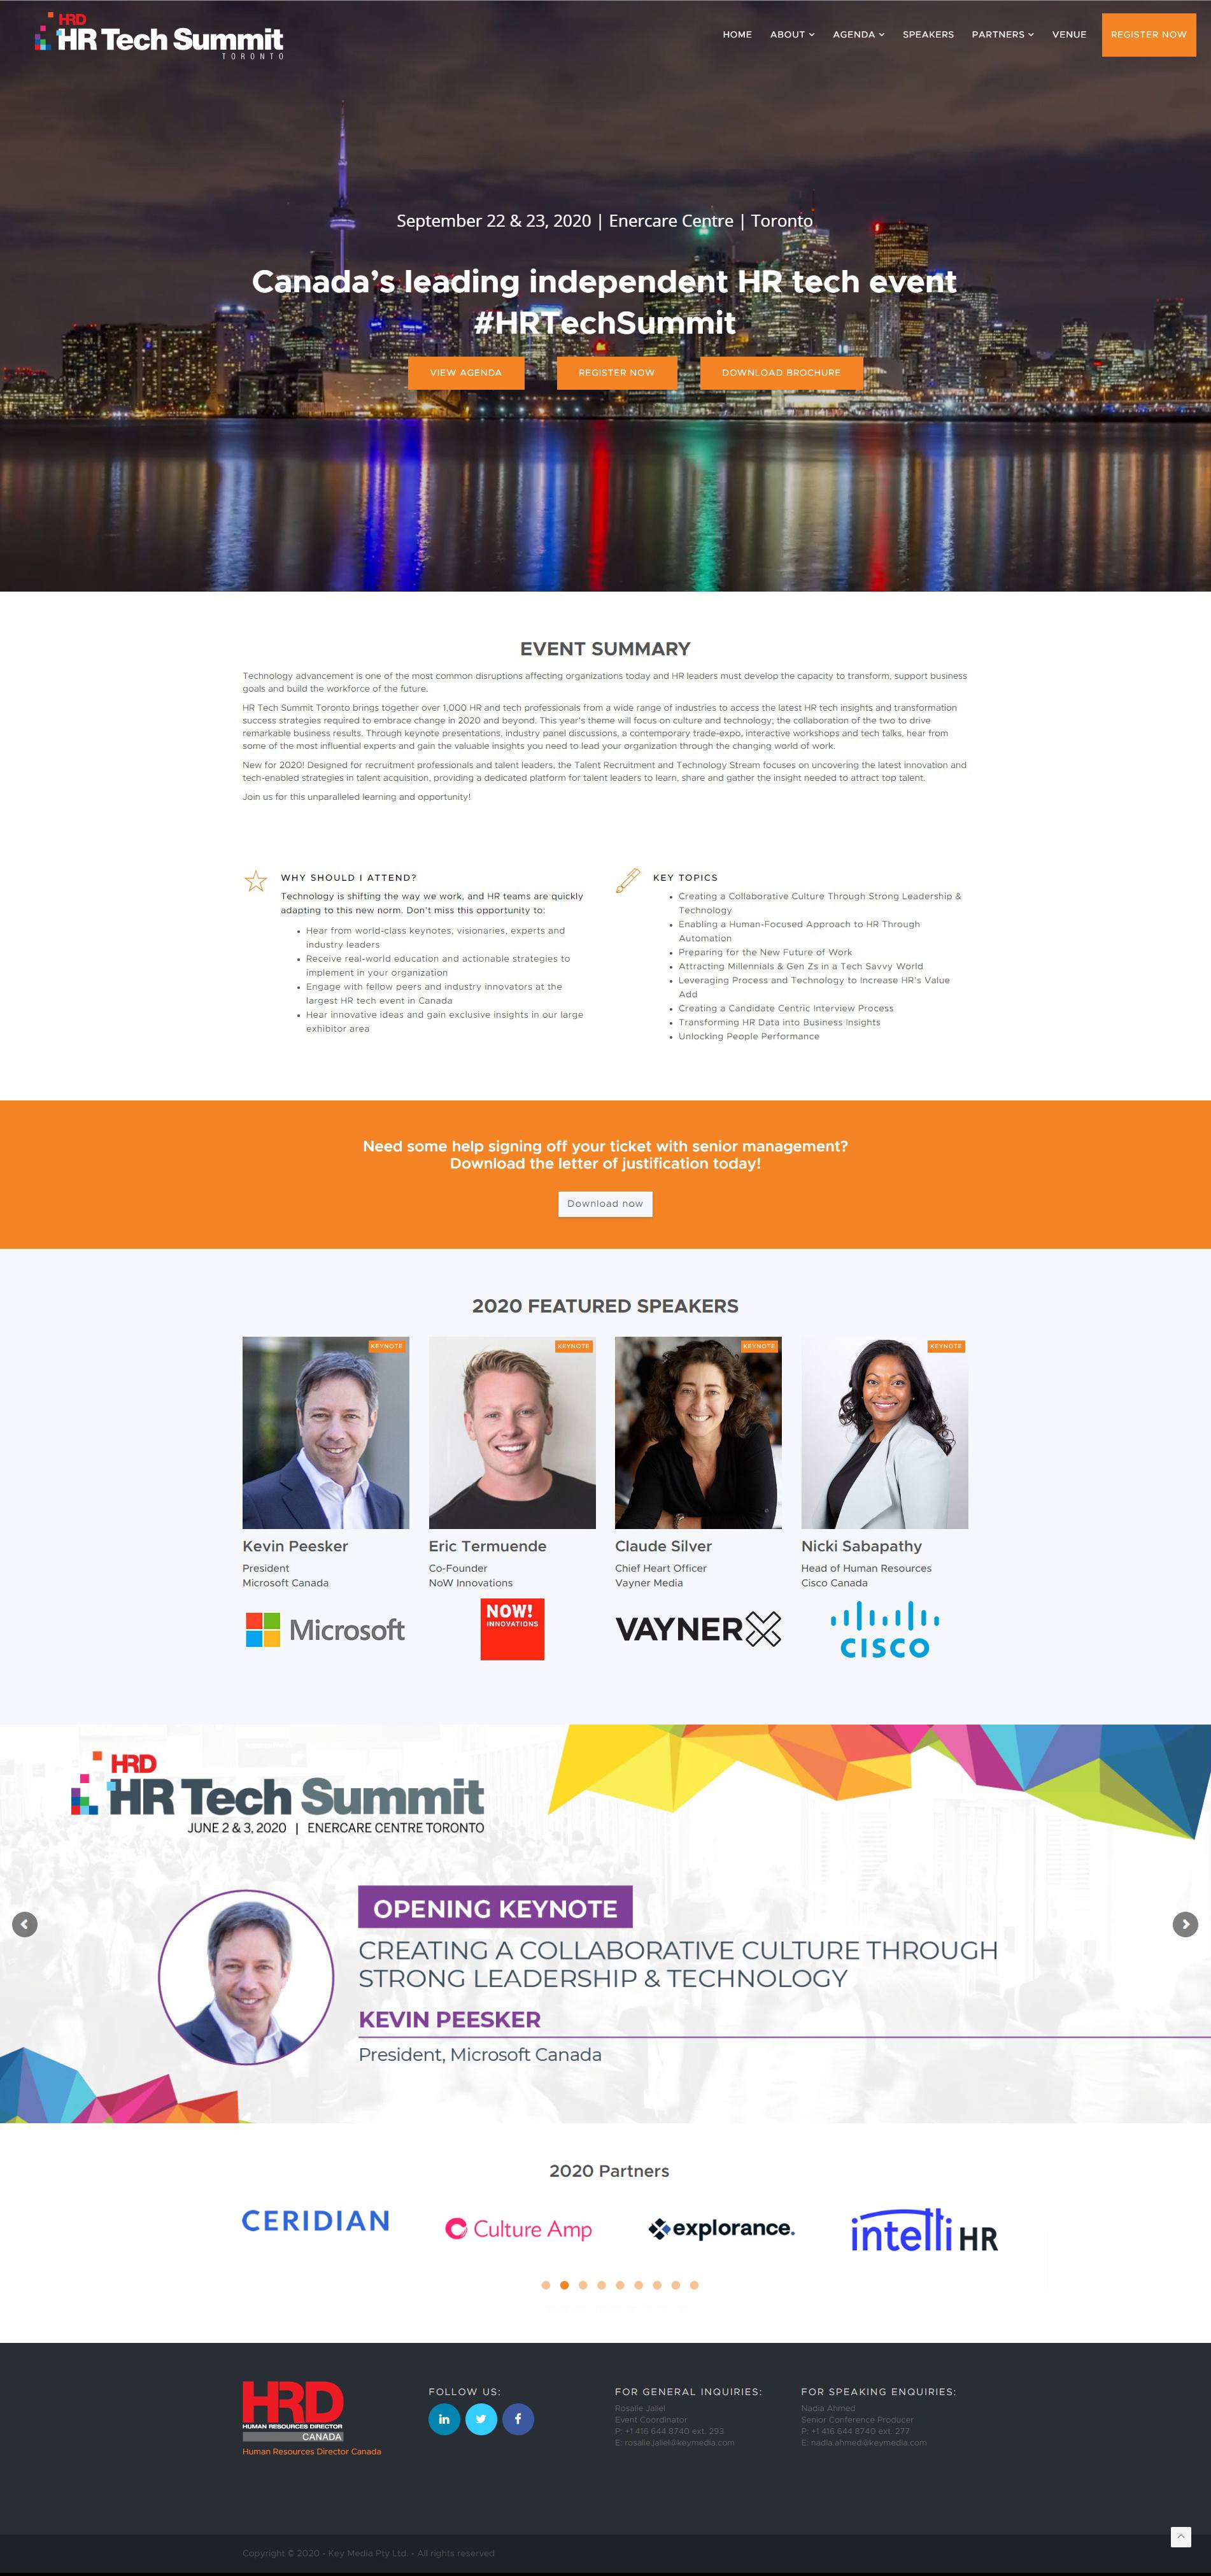 HRD
HR Tech Summit
TORONTO
HOME ABOUT AGENDA SPEAKERS PARTNERS VENUE REGISTER NOW
September 22 & 23, 2020 | Enercare Centre | Toronto
Canada's leading independent HR tech event
#HRTechSummit
VIEW AGENDA REGISTER NOW DOWNLOAD BROCHURE
EVENT SUMMARY
Technology advancement is one of the most common disruptions affecting organizations today and HR leaders must develop the capacity to transform, support business
goals and build the workforce of the future.
HR Tech Summit Toronto brings together over 1,000 HR and tech professionals from a wide range of industries to access the latest HR tech insights and transformation
success strategies required to embrace change in 2020 and beyond. This year's theme will focus on culture and technology; the collaboration of the two to drive
remarkable business results. Through keynote presentations, industry panel discussions, a contemporary trade-expo, interactive workshops and tech talks, hear from
some of the most influential experts and gain the valuable insights you need to lead your organization through the changing world of work.
New for 2020! Designed for recruitment professionals and talent leaders, the Talent Recruitment and Technology Stream focuses on uncovering the latest innovation and
tech-enabled strategies in talent acquisition, providing a dedicated platform for talent leaders to learn, share and gather the insight needed to attract top talent.
Join us for this unparalleled learning and opportunity!
WHY SHOULD I ATTEND?
Technology is shifting the way we work, and HR teams are quickly
adapting to this new norm. Don't miss this opportunity to:
• Hear from world-class keynotes, visionaries, experts and
industry leaders
• Receive real-world education and actionable strategies to
implement in your organization
• Engage with fellow peers and industry innovators at the
largest HR tech event in Canada
• Hear innovative ideas and gain exclusive insights in our large
exhibitor area
KEY TOPICS
• Creating a Collaborative Culture Through Strong Leadership &
Technology
• Enabling a Human-Focused Approach to HR Through
Automation
• Preparing for the New Future of Work
• Attracting Millennials & Gen Zs in a Tech Savvy World
• Leveraging Process and Technology to Increase HR's Value
Add
• Creating a Candidate Centric Interview Process
• Transforming HR Data into Business Insights
• Unlocking People Performance
Need some help signing off your ticket with senior management?
Download the letter of justification today!
Download now
2020 FEATURED SPEAKERS
KEYNOTE
Kevin Peesker
President
Microsoft Canada
Microsoft
KEYNOTE
Eric Termuende
Co-Founder
NoW Innovations
NOW!
INNOVATIONS
KEYNOTE
Claude Silver
Chief Heart Officer
Vayner Media
VAYNERX
KEYNOTE
Nicki Sabapathy
Head of Human Resources
Cisco Canada
CISCO
HRD
HR Tech Summit
JUNE 2 & 3, 2020 | ENERCARE CENTRE TORONTO
OPENING KEYNOTE
CREATING A COLLABORATIVE CULTURE THROUGH
STRONG LEADERSHIP & TECHNOLOGY
KEVIN PEESKER
President, Microsoft Canada
2020 Partners
CERIDIAN
Culture Amp
explorance.
intelliHR
HRD
HUMAN RESOURCES DIRECTOR
CANADA
Human Resources Director Canada
FOLLOW US:
FOR GENERAL INQUIRIES:
Rosalie Jaliel
Event Coordinator
P: +1 416 644 8740 ext. 293
E: rosalie.jaliel@keymedia.com
FOR SPEAKING ENQUIRIES:
Nadia Ahmed
Senior Conference Producer
P: +1 416 644 8740 ext. 277
E: nadia.ahmed@keymedia.com
Copyright © 2020 - Key Media Pty Ltd. - All rights reserved